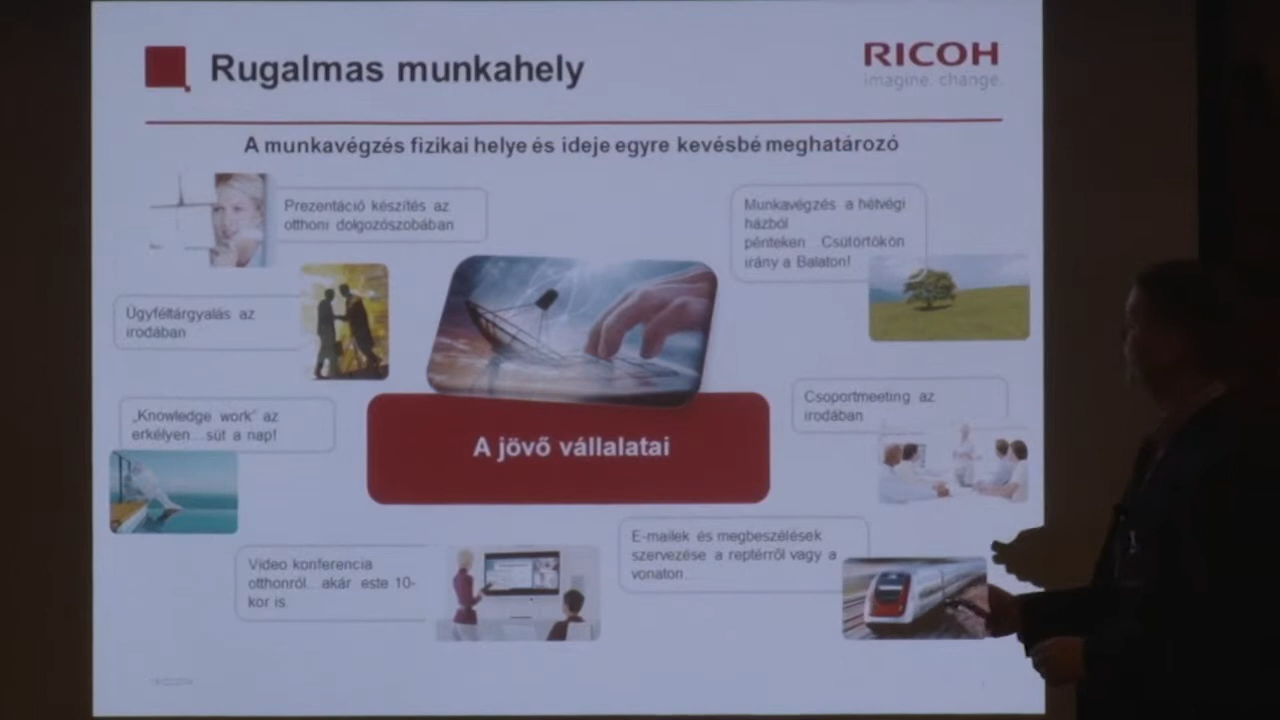 Rugalmas munkahely
RICOH
imagine. change.
A munkavégzés fizikai helye és ideje egyre kevésbé meghatározó
Prezentáció készítés az
otthoni dolgozószobában
Munkavégzés a hétvégi
házból
pénteken...Csütörtökön
irány a Balaton!
Ügyféltárgyalás az
irodában
„Knowledge work” az
erkélyen...süt a nap!
A jövő vállalatai
Csoportmeeting az
irodában
Video konferencia
otthonról...akár este 10-
kor is
E-mailek és megbeszélések
szervezése a reptérről vagy a
vonaton